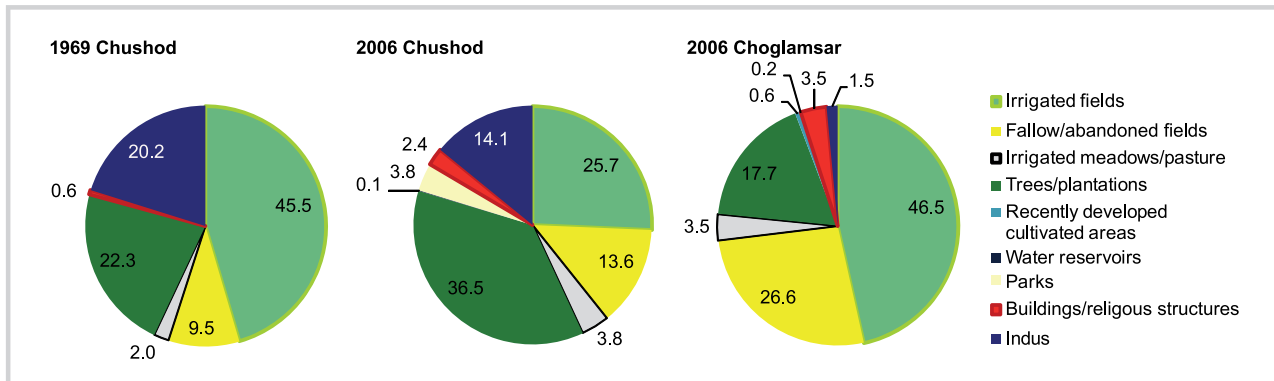 1969 Chushod
20.2
45.5
0.6
22.3
9.5
2.0
2006 Chushod
14.1
2.4
25.7
3.8
0.1
13.6
36.5
3.8
2006 Choglamsar
0.2
3.5
1.5
0.6
17.7
46.5
3.5
26.6
Irrigated fields
Fallow/abandoned fields
Irrigated meadows/pasture
Trees/plantations
Recently developed
cultivated areas
Water reservoirs
Parks
Buildings/religous structures
Indus